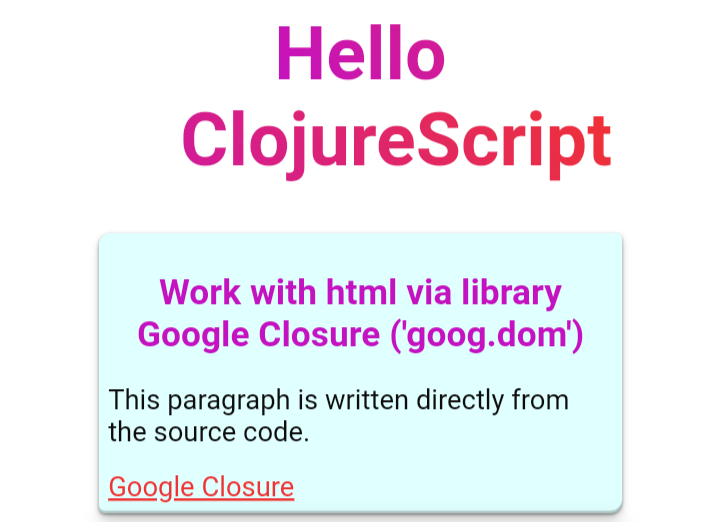 Hello
ClojureScript
Work with html via library
Google Closure ('goog.dom')
This paragraph is written directly from
the source code.
Google Closure